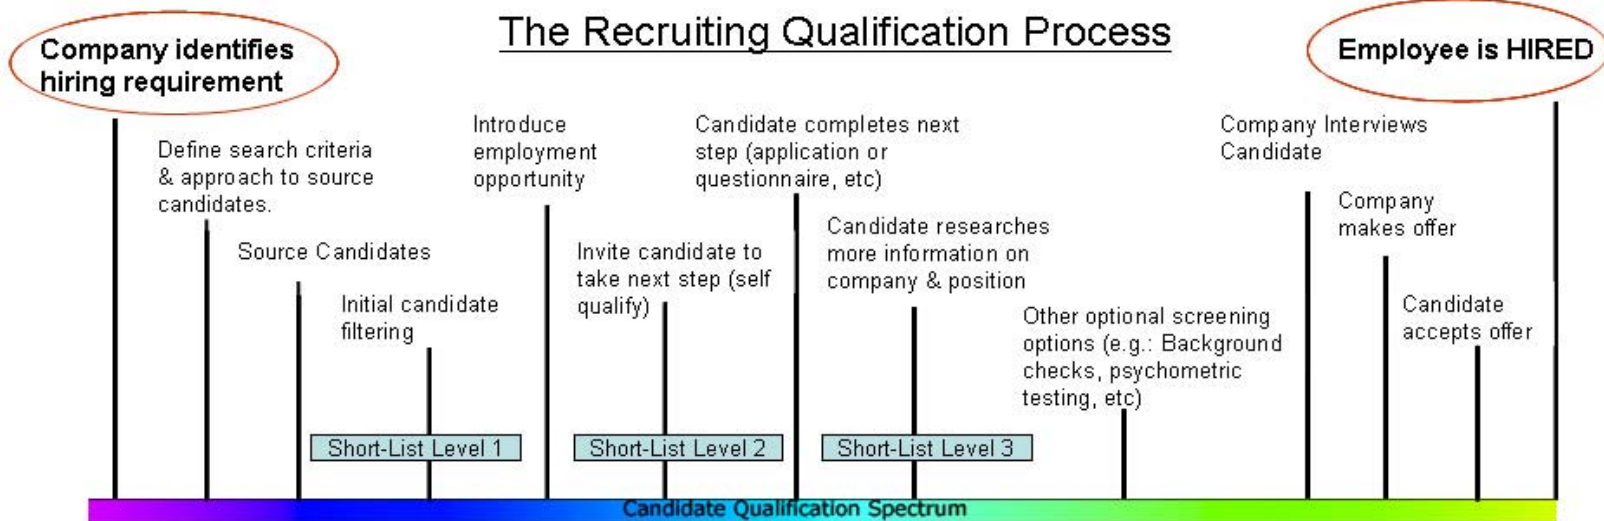 The Recruiting Qualification Process
Company identifies
hiring requirement
Employee is HIRED
Define search criteria
& approach to source
candidates.
Source Candidates
Initial candidate
filtering
Introduce
employment
opportunity
Invite candidate to
take next step (self
qualify)
Candidate completes next
step (application or
questionnaire, etc)
Candidate researches
more information on
company & position
Other optional screening
options (e.g.: Background
checks, psychometric
testing, etc)
Company Interviews
Candidate
Company
makes offer
Candidate
accepts offer
Short-List Level 1
Short-List Level 2
Short-List Level 3
Candidate Qualification Spectrum